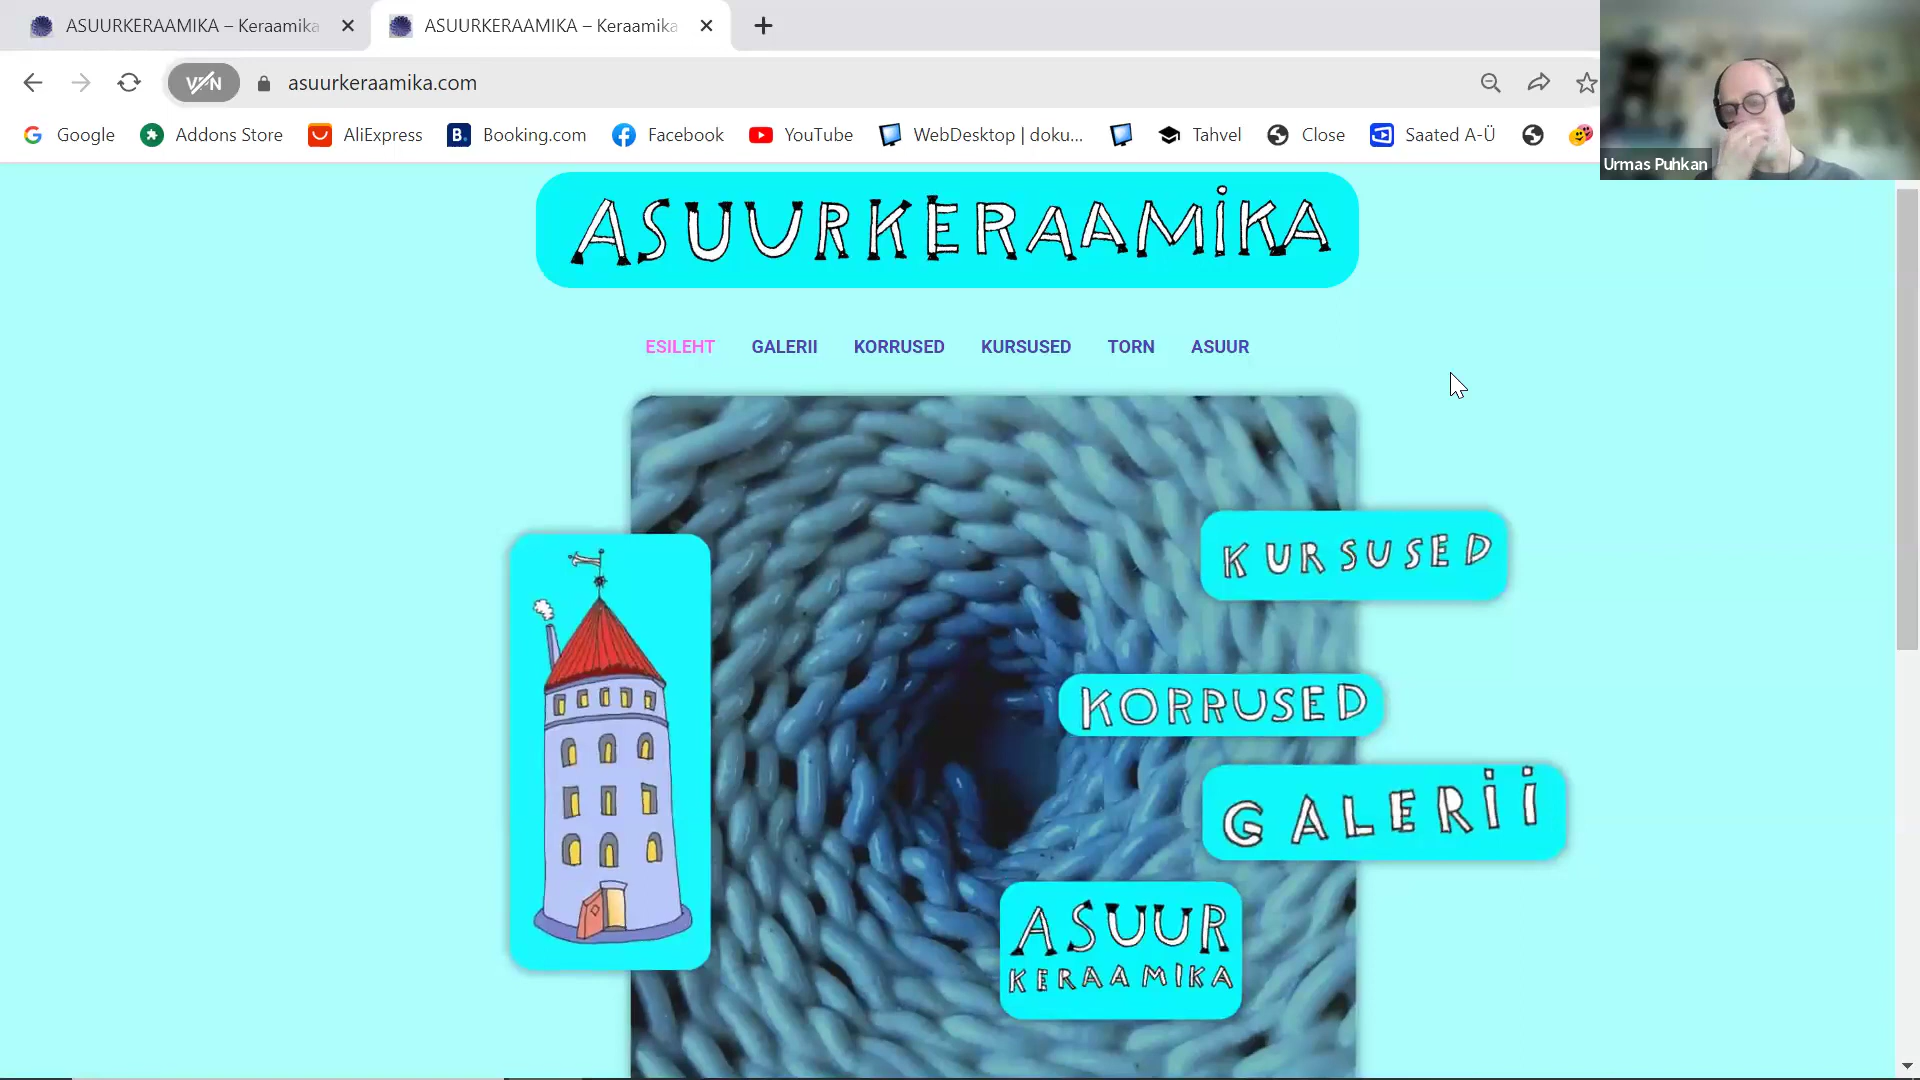 ASUURKERAAMIKA – Keraamika
ASUURKERAAMIKA – Keraamika
VPN
asuurkeraamika.com
Google
Addons Store
AliExpress
B.
Booking.com
Facebook
YouTube
WebDesktop | doku...
Tahvel
Close
Saated A-Ü
Urmas Puhkan
ASUURKERAAMIKA
ESILEHT
GALERII
KORRUSED
KURSUSED
TORN
ASUUR
KURSUSED
KORRUSED
GALERII
ASUUR
KERAAMIKA